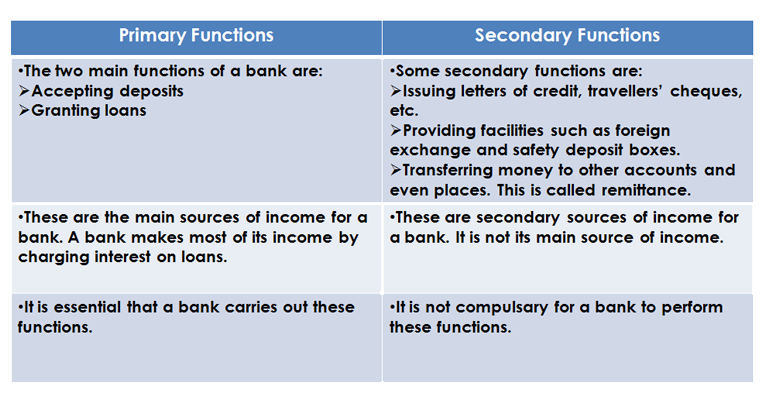 Primary Functions
Secondary Functions
•The two main functions of a bank are:
➢Accepting deposits
➢Granting loans
•Some secondary functions are:
➢Issuing letters of credit, travellers’ cheques,
etc.
➢Providing facilities such as foreign
exchange and safety deposit boxes.
➢Transferring money to other accounts and
even places. This is called remittance.
•These are the main sources of income for a
bank. A bank makes most of its income by
charging interest on loans.
•These are secondary sources of income for
a bank. It is not its main source of income.
•It is essential that a bank carries out these
functions.
•It is not compulsary for a bank to perform
these functions.